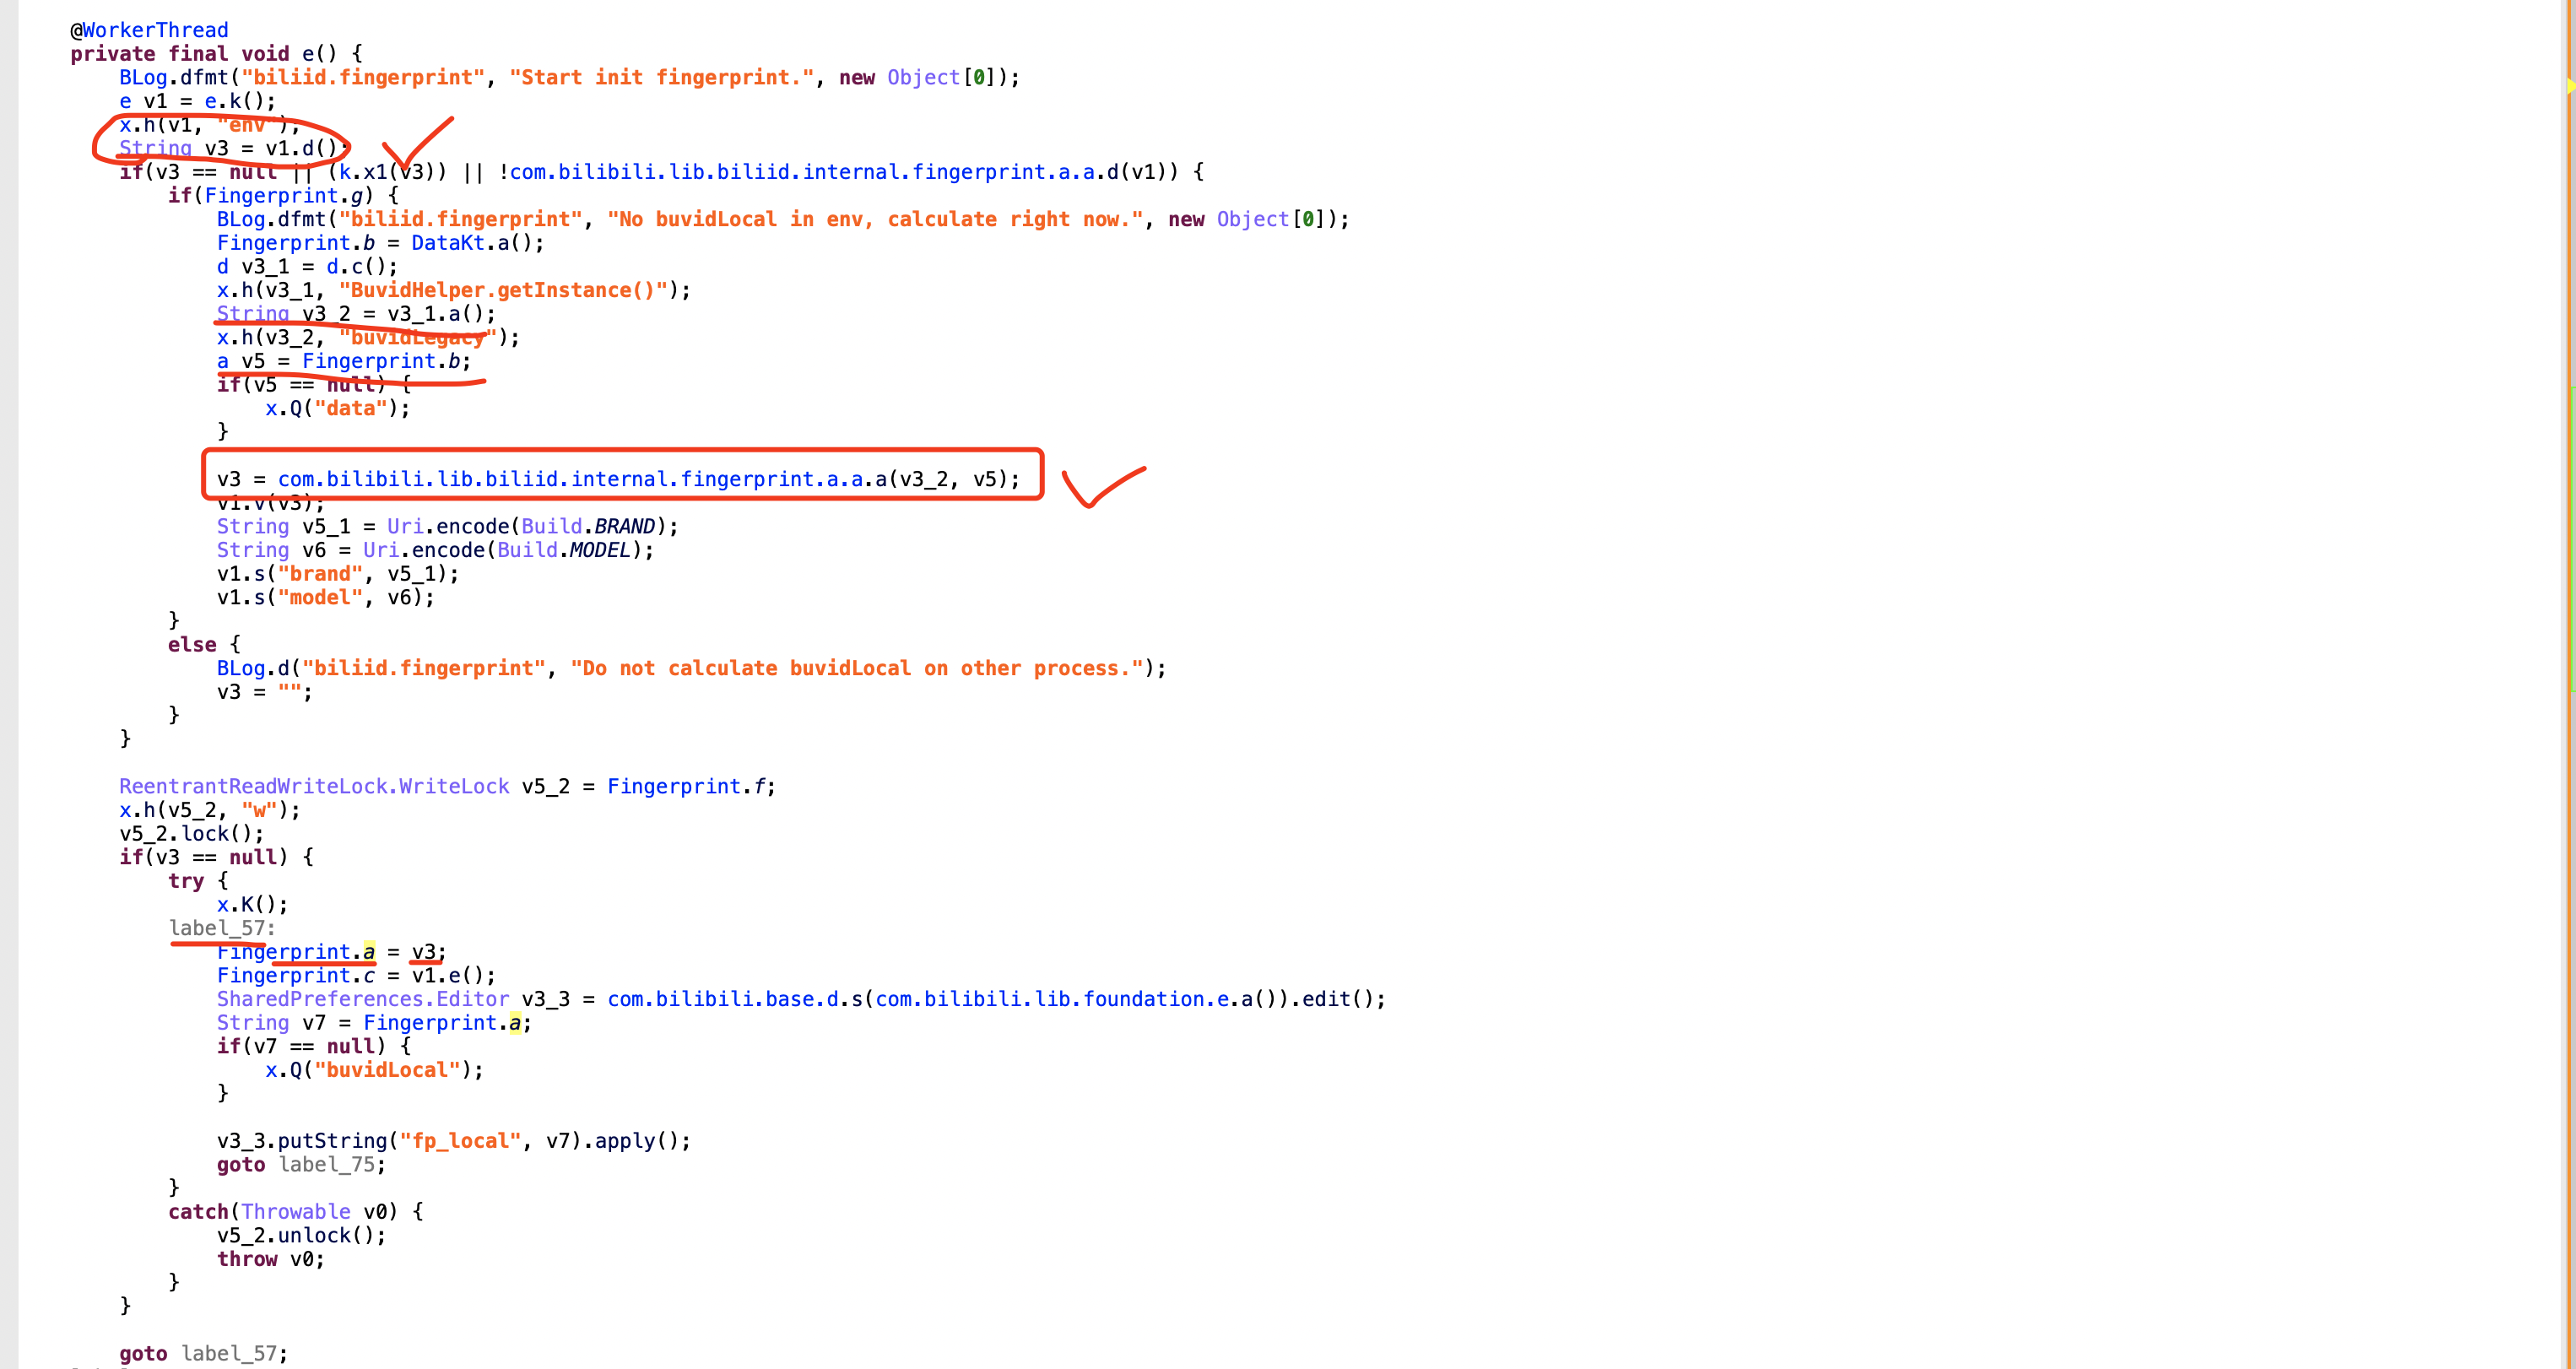 @WorkerThread
private final void e() {
BLog.dfmt("biliid.fingerprint", "Start init fingerprint.", new Object[0]);
e v1 = e.k();
x.h(v1, "env");
String v3 = v1.d();
if(v3 == null || (k.x1(v3)) || !com.bilibili.lib.biliid.internal.fingerprint.a.a.d(v1)) {
if(Fingerprint.g) {
BLog.dfmt("biliid.fingerprint", "No buvidLocal in env, calculate right now.", new Object[0]);
Fingerprint.b = DataKt.a();
d v3_1 = d.c();
x.h(v3_1, "BuvidHelper.getInstance()");
String v3_2 = v3_1.a();
x.h(v3_2, "buvidLegacy");
a v5 = Fingerprint.b;
if(v5 == null) {
x.Q("data");
}
v3 = com.bilibili.lib.biliid.internal.fingerprint.a.a.a(v3_2, v5);
v1.v(v3);
String v5_1 = Uri.encode(Build.BRAND);
String v6 = Uri.encode(Build.MODEL);
v1.s("brand", v5_1);
v1.s("model", v6);
}
else {
BLog.d("biliid.fingerprint", "Do not calculate buvidLocal on other process.");
v3 = "";
}
}
ReentrantReadWriteLock.WriteLock v5_2 = Fingerprint.f;
x.h(v5_2, "w");
v5_2.lock();
if(v3 == null) {
try {
x.K();
label_57:
Fingerprint.a = v3;
Fingerprint.c = v1.e();
SharedPreferences.Editor v3_3 = com.bilibili.base.d.s(com.bilibili.lib.foundation.e.a()).edit();
String v7 = Fingerprint.a;
if(v7 == null) {
x.Q("buvidLocal");
}
v3_3.putString("fp_local", v7).apply();
goto label_75;
}
catch(Throwable v0) {
v5_2.unlock();
throw v0;
}
}
goto label_57;